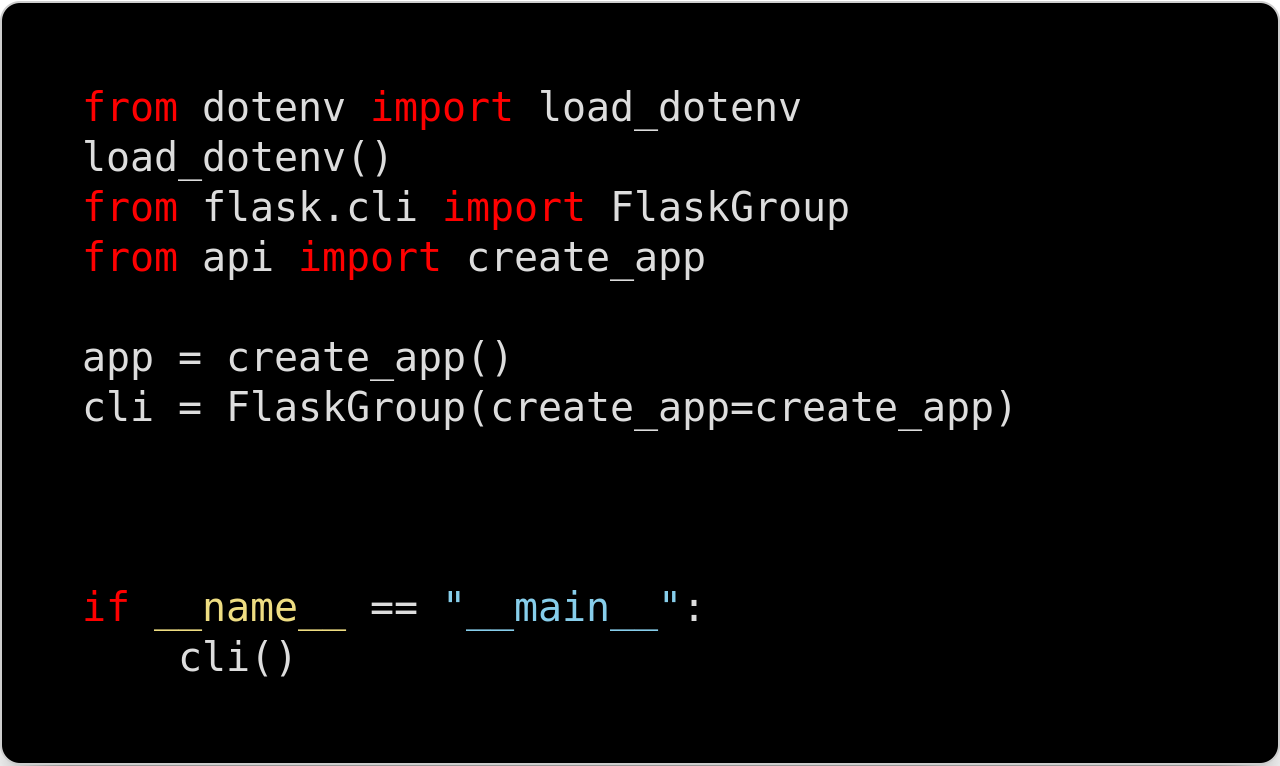 from dotenv import load_dotenv
load_dotenv()
from flask.cli import FlaskGroup
from api import create_app

app = create_app()
cli = FlaskGroup(create_app=create_app)

if __name__ == "__main__":
    cli()